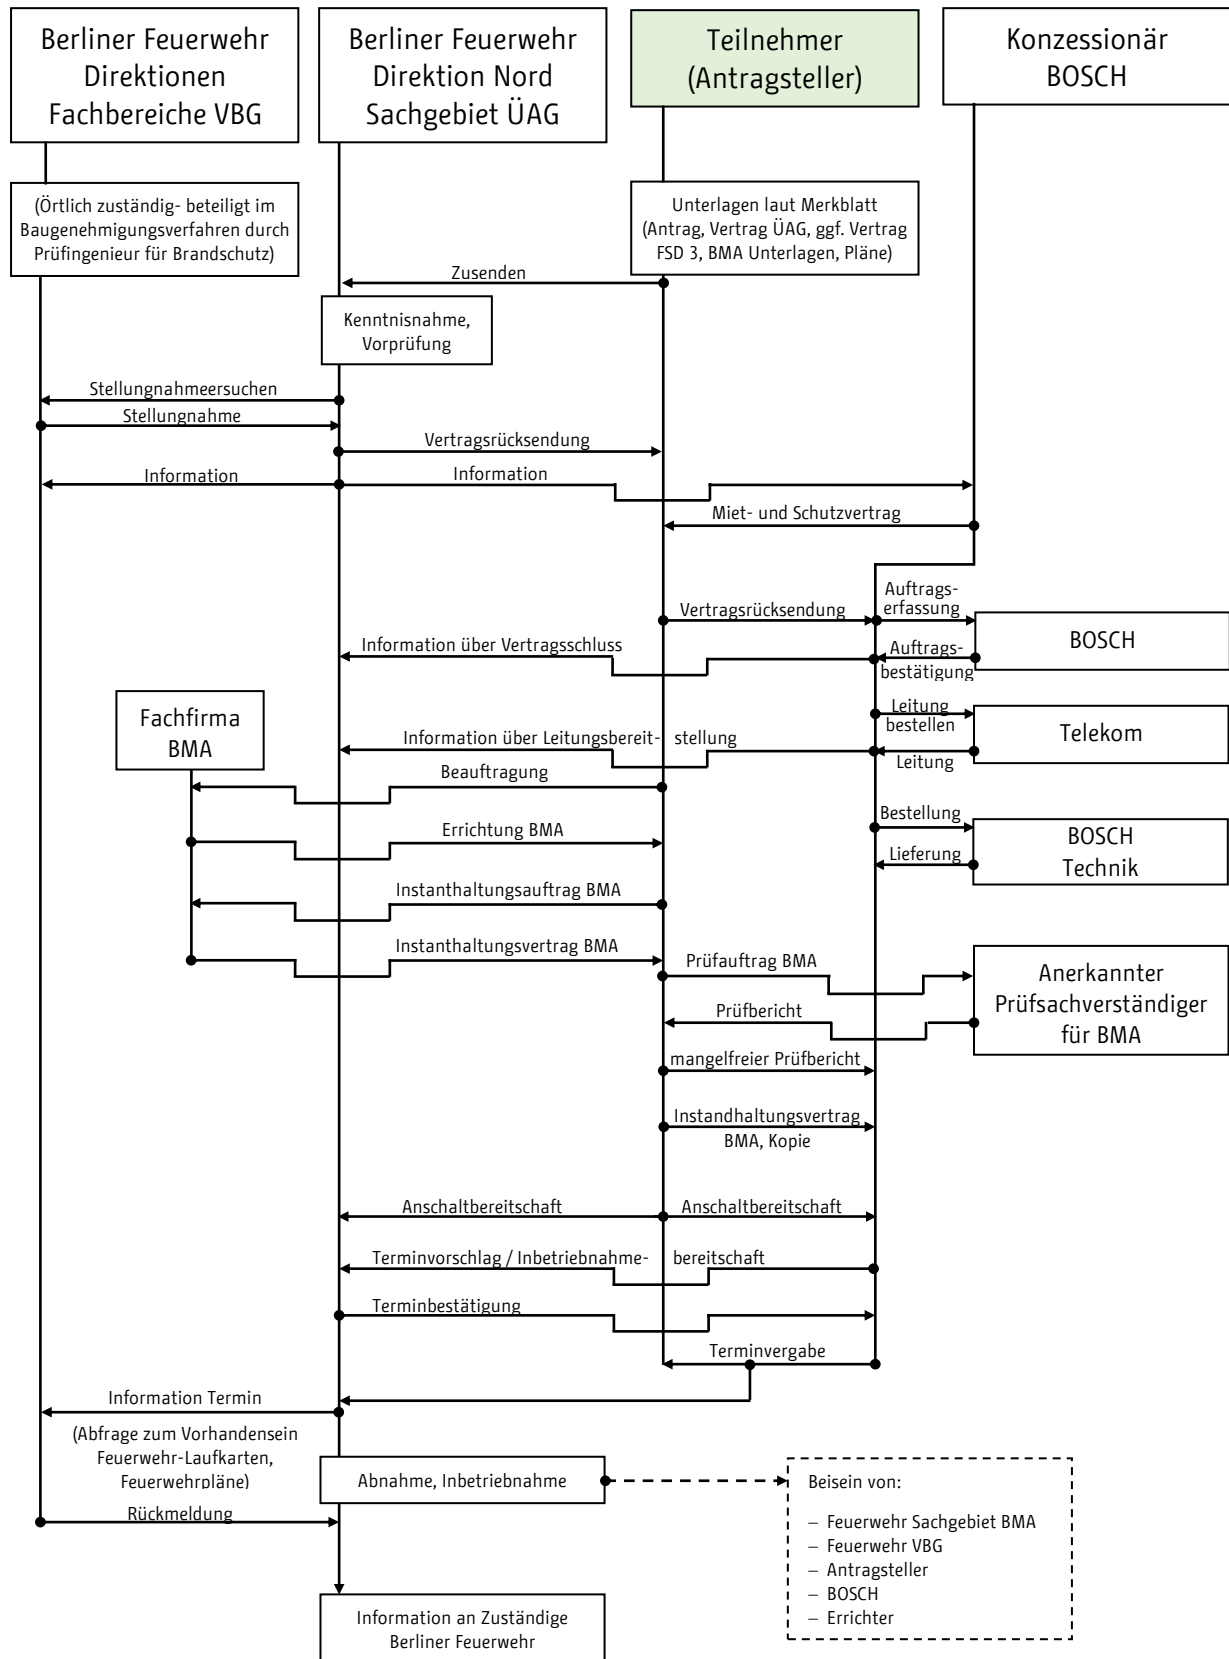 Berliner Feuerwehr
Direktionen
Fachbereiche VBG
Berliner Feuerwehr
Direktion Nord
Sachgebiet ÜAG
Teilnehmer
(Antragsteller)
Konzessionär
BOSCH
(Örtlich zuständig- beteiligt im
Baugenehmigungsverfahren durch
Prüfingenieur für Brandschutz)
Unterlagen laut Merkblatt
(Antrag, Vertrag ÜAG, ggf. Vertrag
FSD 3, BMA Unterlagen, Pläne)
Zusenden
Kenntnisnahme,
Vorprüfung
Stellungnahmeersuchen
Stellungnahme
Vertragsrücksendung
Information
Information
Miet- und Schutzvertrag
Auftrags-
erfassung
Vertragsrücksendung
BOSCH
Information über Vertragsschluss
Auftrags-
bestätigung
Fachfirma
BMA
Leitung
bestellen
Telekom
Information über Leitungsbereit- stellung
Leitung
Beauftragung
Bestellung
Errichtung BMA
BOSCH
Technik
Lieferung
Instanthaltungsauftrag BMA
Instanthaltungsvertrag BMA
Prüfauftrag BMA
Anerkannter
Prüfsachverständiger
für BMA
Prüfbericht
mangelfreier Prüfbericht
Instandhaltungsvertrag
BMA, Kopie
Anschaltbereitschaft
Anschaltbereitschaft
Terminvorschlag / Inbetriebnahme- bereitschaft
Terminbestätigung
Terminvergabe
Information Termin
(Abfrage zum Vorhandensein
Feuerwehr-Laufkarten,
Feuerwehrpläne)
Abnahme, Inbetriebnahme
Beisein von:
– Feuerwehr Sachgebiet BMA
– Feuerwehr VBG
– Antragsteller
– BOSCH
– Errichter
Rückmeldung
Information an Zuständige
Berliner Feuerwehr